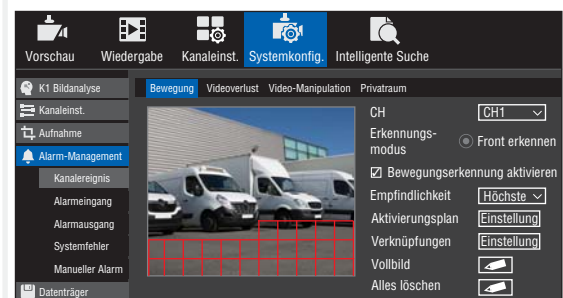 Vorschau
Wiedergabe
Kanaleinst.
Systemkonfig.
Intelligente Suche
K1 Bildanalyse
Kanaleinst.
Aufnahme
Alarm-Management
Kanalereignis
Alarmeingang
Alarmausgang
Systemfehler
Manueller Alarm
Datenträger
Bewegung
Videoverlust
Video-Manipulation
Privatraum
CH
CH1
Erkennungs-
modus
Front erkennen
Bewegungserkennung aktivieren
Empfindlichkeit
Höchste
Aktivierungsplan
Einstellung
Verknüpfungen
Einstellung
Vollbild
Alles löschen